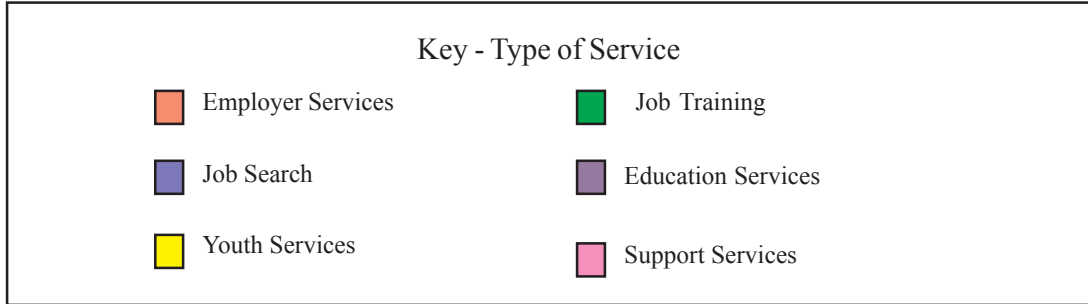 Key - Type of Service
Employer Services
Job Training
Job Search
Education Services
Youth Services
Support Services